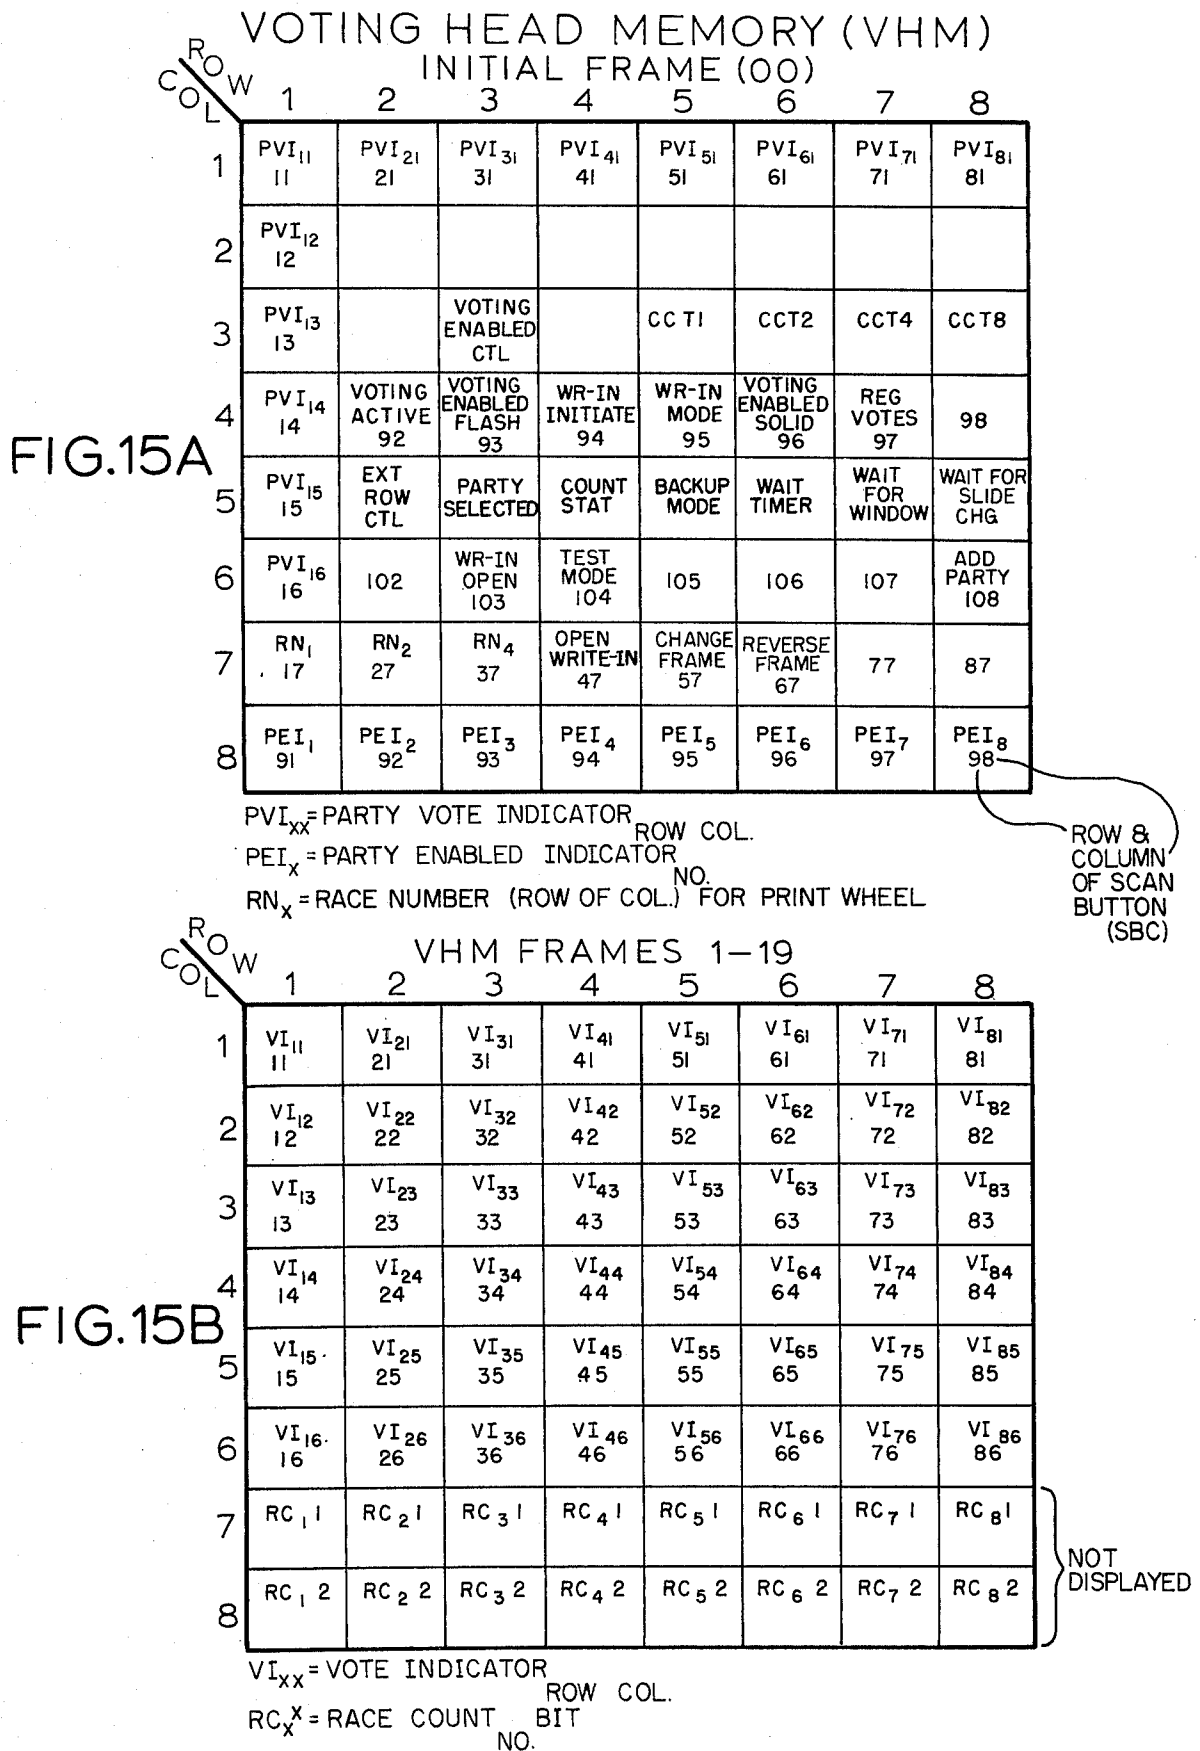 VOTING HEAD MEMORY (VHM)
INITIAL FRAME (00)
ROW
COL
1 2 3 4 5 6 7 8
1 PVI11 11 PVI21 21 PVI31 31 PVI41 41 PVI51 51 PVI61 61 PVI71 71 PVI81 81
2 PVI12 12
3 PVI13 13 VOTING ENABLED CTL CCT1 CCT2 CCT4 CCT8
4 PVI14 14 VOTING ACTIVE 92 VOTING ENABLED FLASH 93 WR-IN INITIATE 94 WR-IN MODE 95 VOTING ENABLED SOLID 96 REG VOTES 97 98
FIG.15A
5 PVI15 15 EXT ROW CTL PARTY SELECTED COUNT STAT BACKUP MODE WAIT TIMER WAIT FOR WINDOW WAIT FOR SLIDE CHG
6 PVI16 16 102 WR-IN OPEN 103 TEST MODE 104 105 106 107 ADD PARTY 108
7 RN1 17 RN2 27 RN4 37 OPEN WRITE-IN 47 CHANGE FRAME 57 REVERSE FRAME 67 77 87
8 PEI1 91 PEI2 92 PEI3 93 PEI4 94 PEI5 95 PEI6 96 PEI7 97 PEI8 98
PVIXX = PARTY VOTE INDICATOR ROW COL.
PEIX = PARTY ENABLED INDICATOR NO.
RNX = RACE NUMBER (ROW OF COL.) FOR PRINT WHEEL
ROW &
COLUMN
OF SCAN
BUTTON
(SBC)
VHM FRAMES 1-19
ROW
COL
1 2 3 4 5 6 7 8
1 VI11 11 VI21 21 VI31 31 VI41 41 VI51 51 VI61 61 VI71 71 VI81 81
2 VI12 12 VI22 22 VI32 32 VI42 42 VI52 52 VI62 62 VI72 72 VI82 82
3 VI13 13 VI23 23 VI33 33 VI43 43 VI53 53 VI63 63 VI73 73 VI83 83
4 VI14 14 VI24 24 VI34 34 VI44 44 VI54 54 VI64 64 VI74 74 VI84 84
FIG.15B
5 VI15 15 VI25 25 VI35 35 VI45 45 VI55 55 VI65 65 VI75 75 VI85 85
6 VI16 16 VI26 26 VI36 36 VI46 46 VI56 56 VI66 66 VI76 76 VI86 86
7 RC1 1 RC2 1 RC3 1 RC4 1 RC5 1 RC6 1 RC7 1 RC8 1
8 RC1 2 RC2 2 RC3 2 RC4 2 RC5 2 RC6 2 RC7 2 RC8 2
NOT
DISPLAYED
VIXX = VOTE INDICATOR ROW COL.
RCXX = RACE COUNT NO. BIT